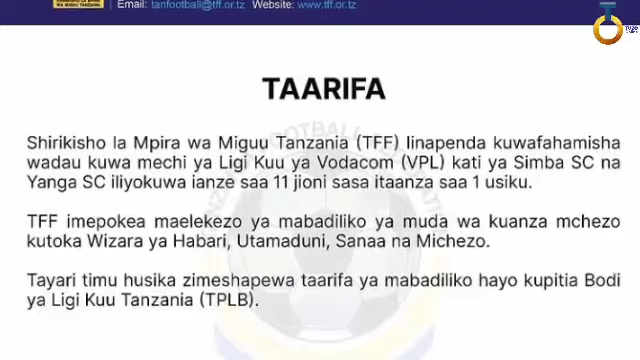 WA MIGUU TANZANIA
Email: tanfootball@tff.or.tz Website: www.tff.or.tz
TAARIFA
Shirikisho la Mpira wa Miguu Tanzania (TFF) linapenda kuwafahamisha
wadau kuwa mechi ya Ligi Kuu ya Vodacom (VPL) kati ya Simba SC na
Yanga SC iliyokuwa ianze saa 11 jioni sasa itaanza saa 1 usiku.
TFF imepokea maelekezo ya mabadiliko ya muda wa kuanza mchezo
kutoka Wizara ya Habari, Utamaduni, Sanaa na Michezo.
Tayari timu husika zimeshapewa taarifa ya mabadiliko hayo kupitia Bodi
ya Ligi Kuu Tanzania (TPLB).